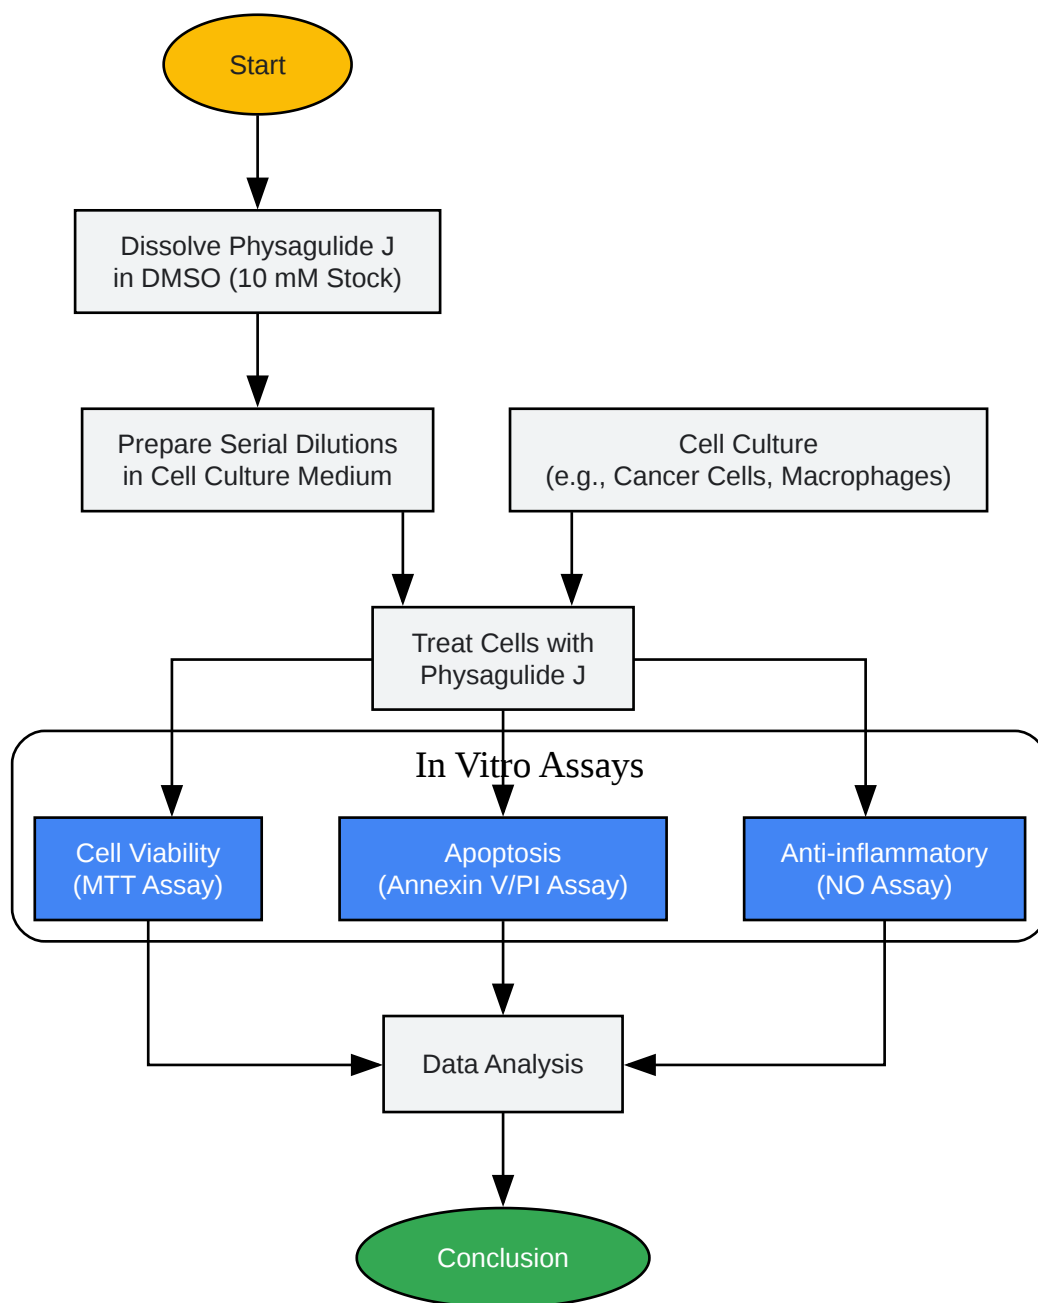 Start
Dissolve Physagulide J
in DMSO (10 mM Stock)
Prepare Serial Dilutions
in Cell Culture Medium
Cell Culture
(e.g., Cancer Cells, Macrophages)
Treat Cells with
Physagulide J
In Vitro Assays
Cell Viability
(MTT Assay)
Apoptosis
(Annexin V/PI Assay)
Anti-inflammatory
(NO Assay)
Data Analysis
Conclusion